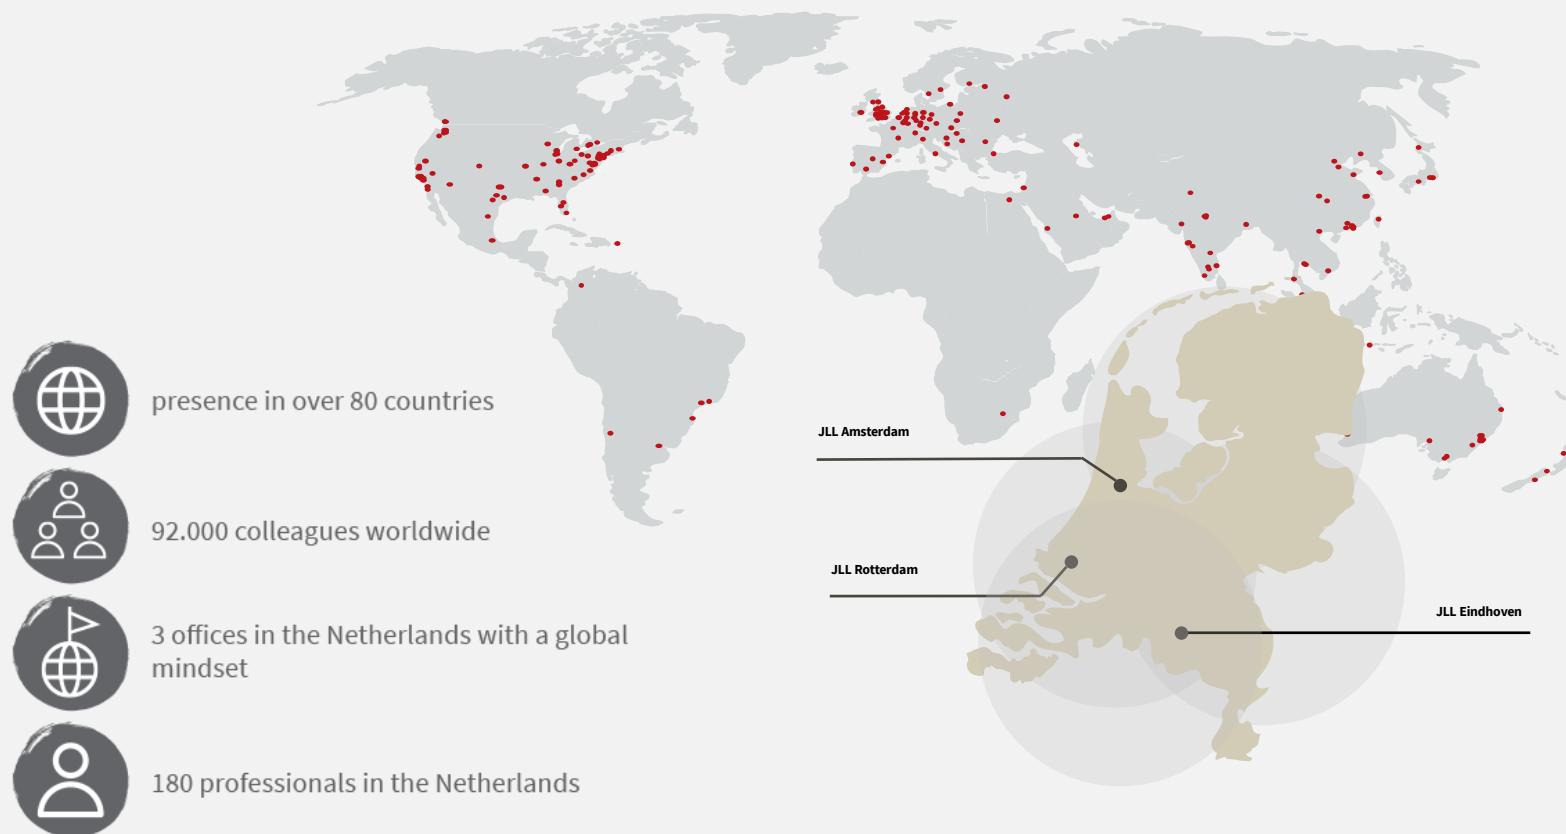 presence in over 80 countries
92.000 colleagues worldwide
3 offices in the Netherlands with a global
mindset
180 professionals in the Netherlands
JLL Amsterdam
JLL Rotterdam
JLL Eindhoven